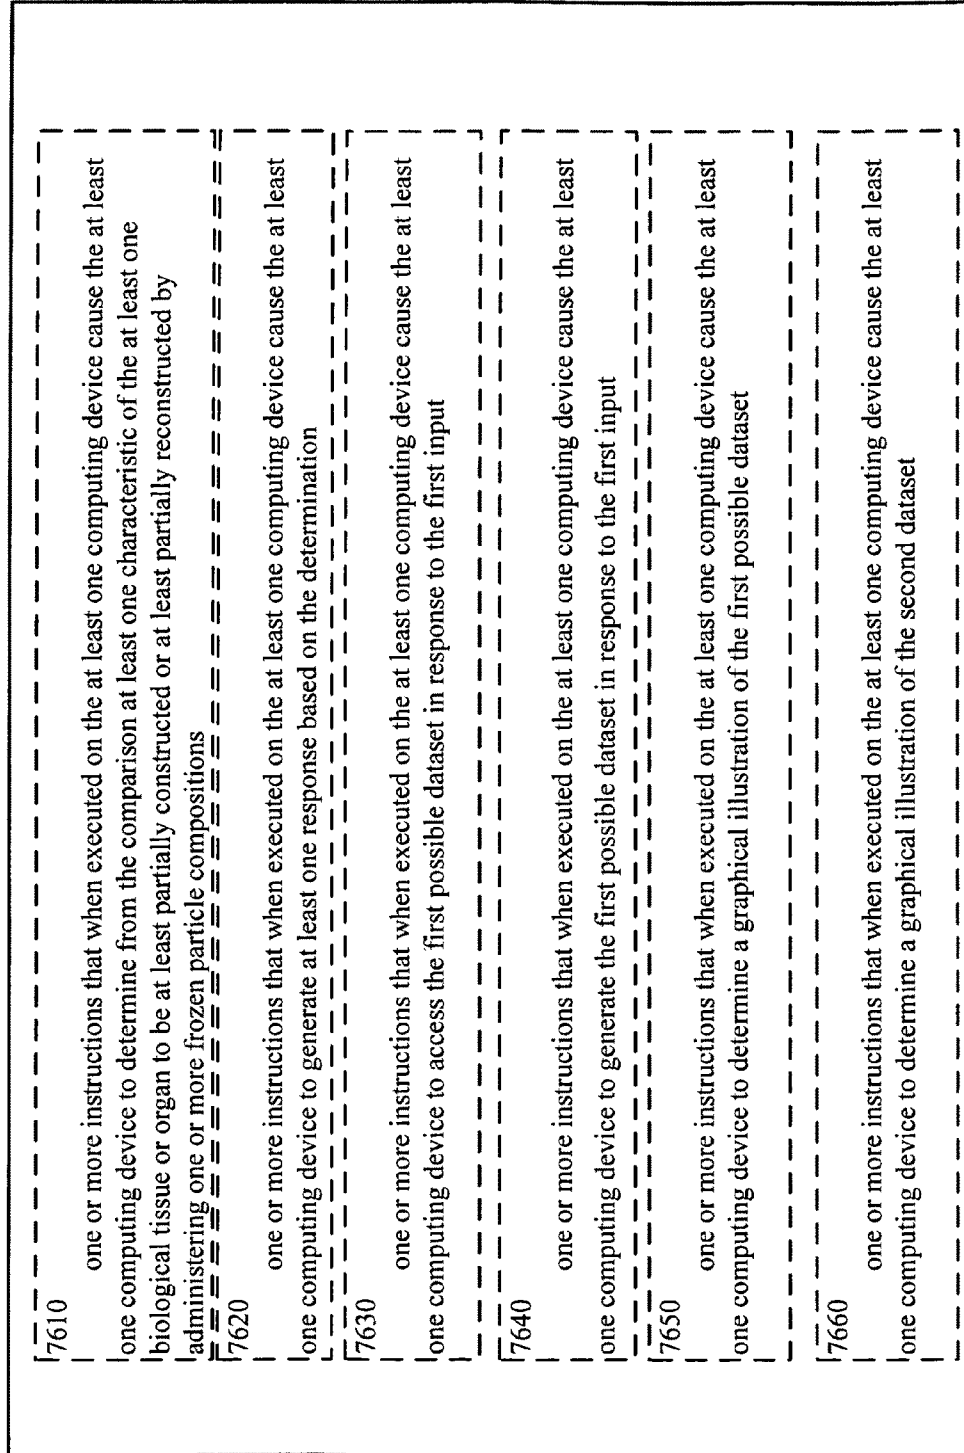 7610
one or more instructions that when executed on the at least one computing device cause the at least
one computing device to determine from the comparison at least one characteristic of the at least one
biological tissue or organ to be at least partially constructed or at least partially reconstructed by
administering one or more frozen particle compositions
7620
one or more instructions that when executed on the at least one computing device cause the at least
one computing device to generate at least one response based on the determination
7630
one or more instructions that when executed on the at least one computing device cause the at least
one computing device to access the first possible dataset in response to the first input
7640
one or more instructions that when executed on the at least one computing device cause the at least
one computing device to generate the first possible dataset in response to the first input
7650
one or more instructions that when executed on the at least one computing device cause the at least
one computing device to determine a graphical illustration of the first possible dataset
7660
one or more instructions that when executed on the at least one computing device cause the at least
one computing device to determine a graphical illustration of the second dataset